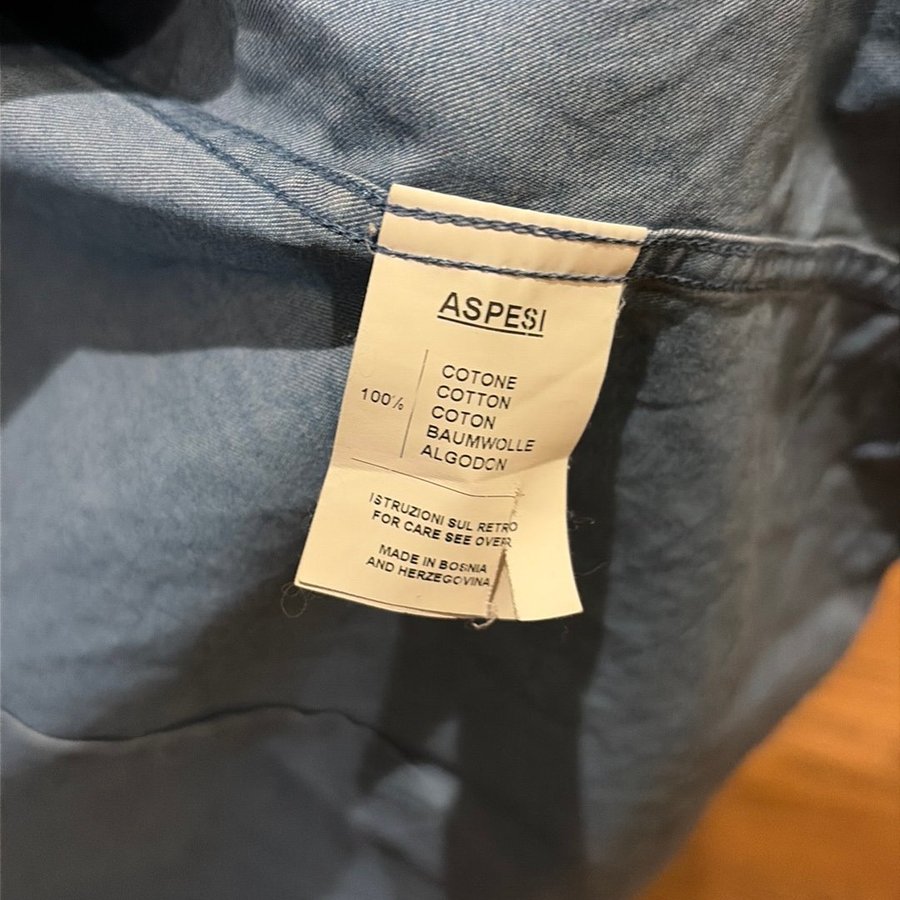 ASPESI
100%
COTONE
COTTON
COTON
BAUMWOLLE
ALGODON
ISTRUZIONI SUL RETRO
FOR CARE SEE OVER
MADE IN BOSNIA
AND HERZEGOVINA